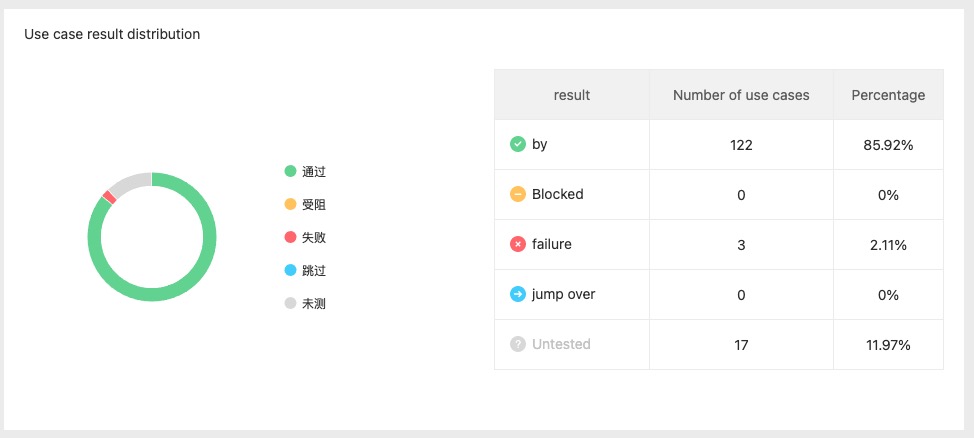 Use case result distribution
通过
受阻
失败
跳过
未测
result Number of use cases Percentage
by 122 85.92%
Blocked 0 0%
failure 3 2.11%
jump over 0 0%
Untested 17 11.97%